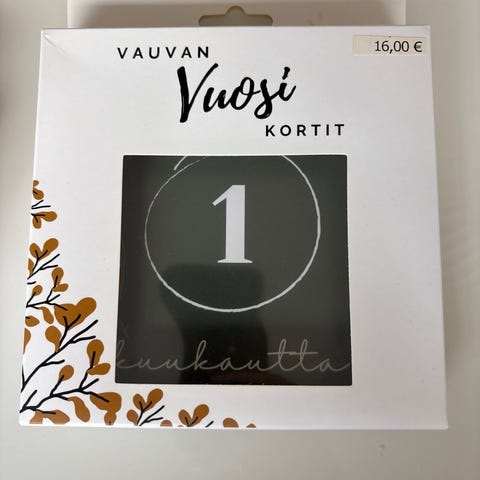 16,00 €
VAUVAN
Vuosi
KORTIT
1
kuukautta